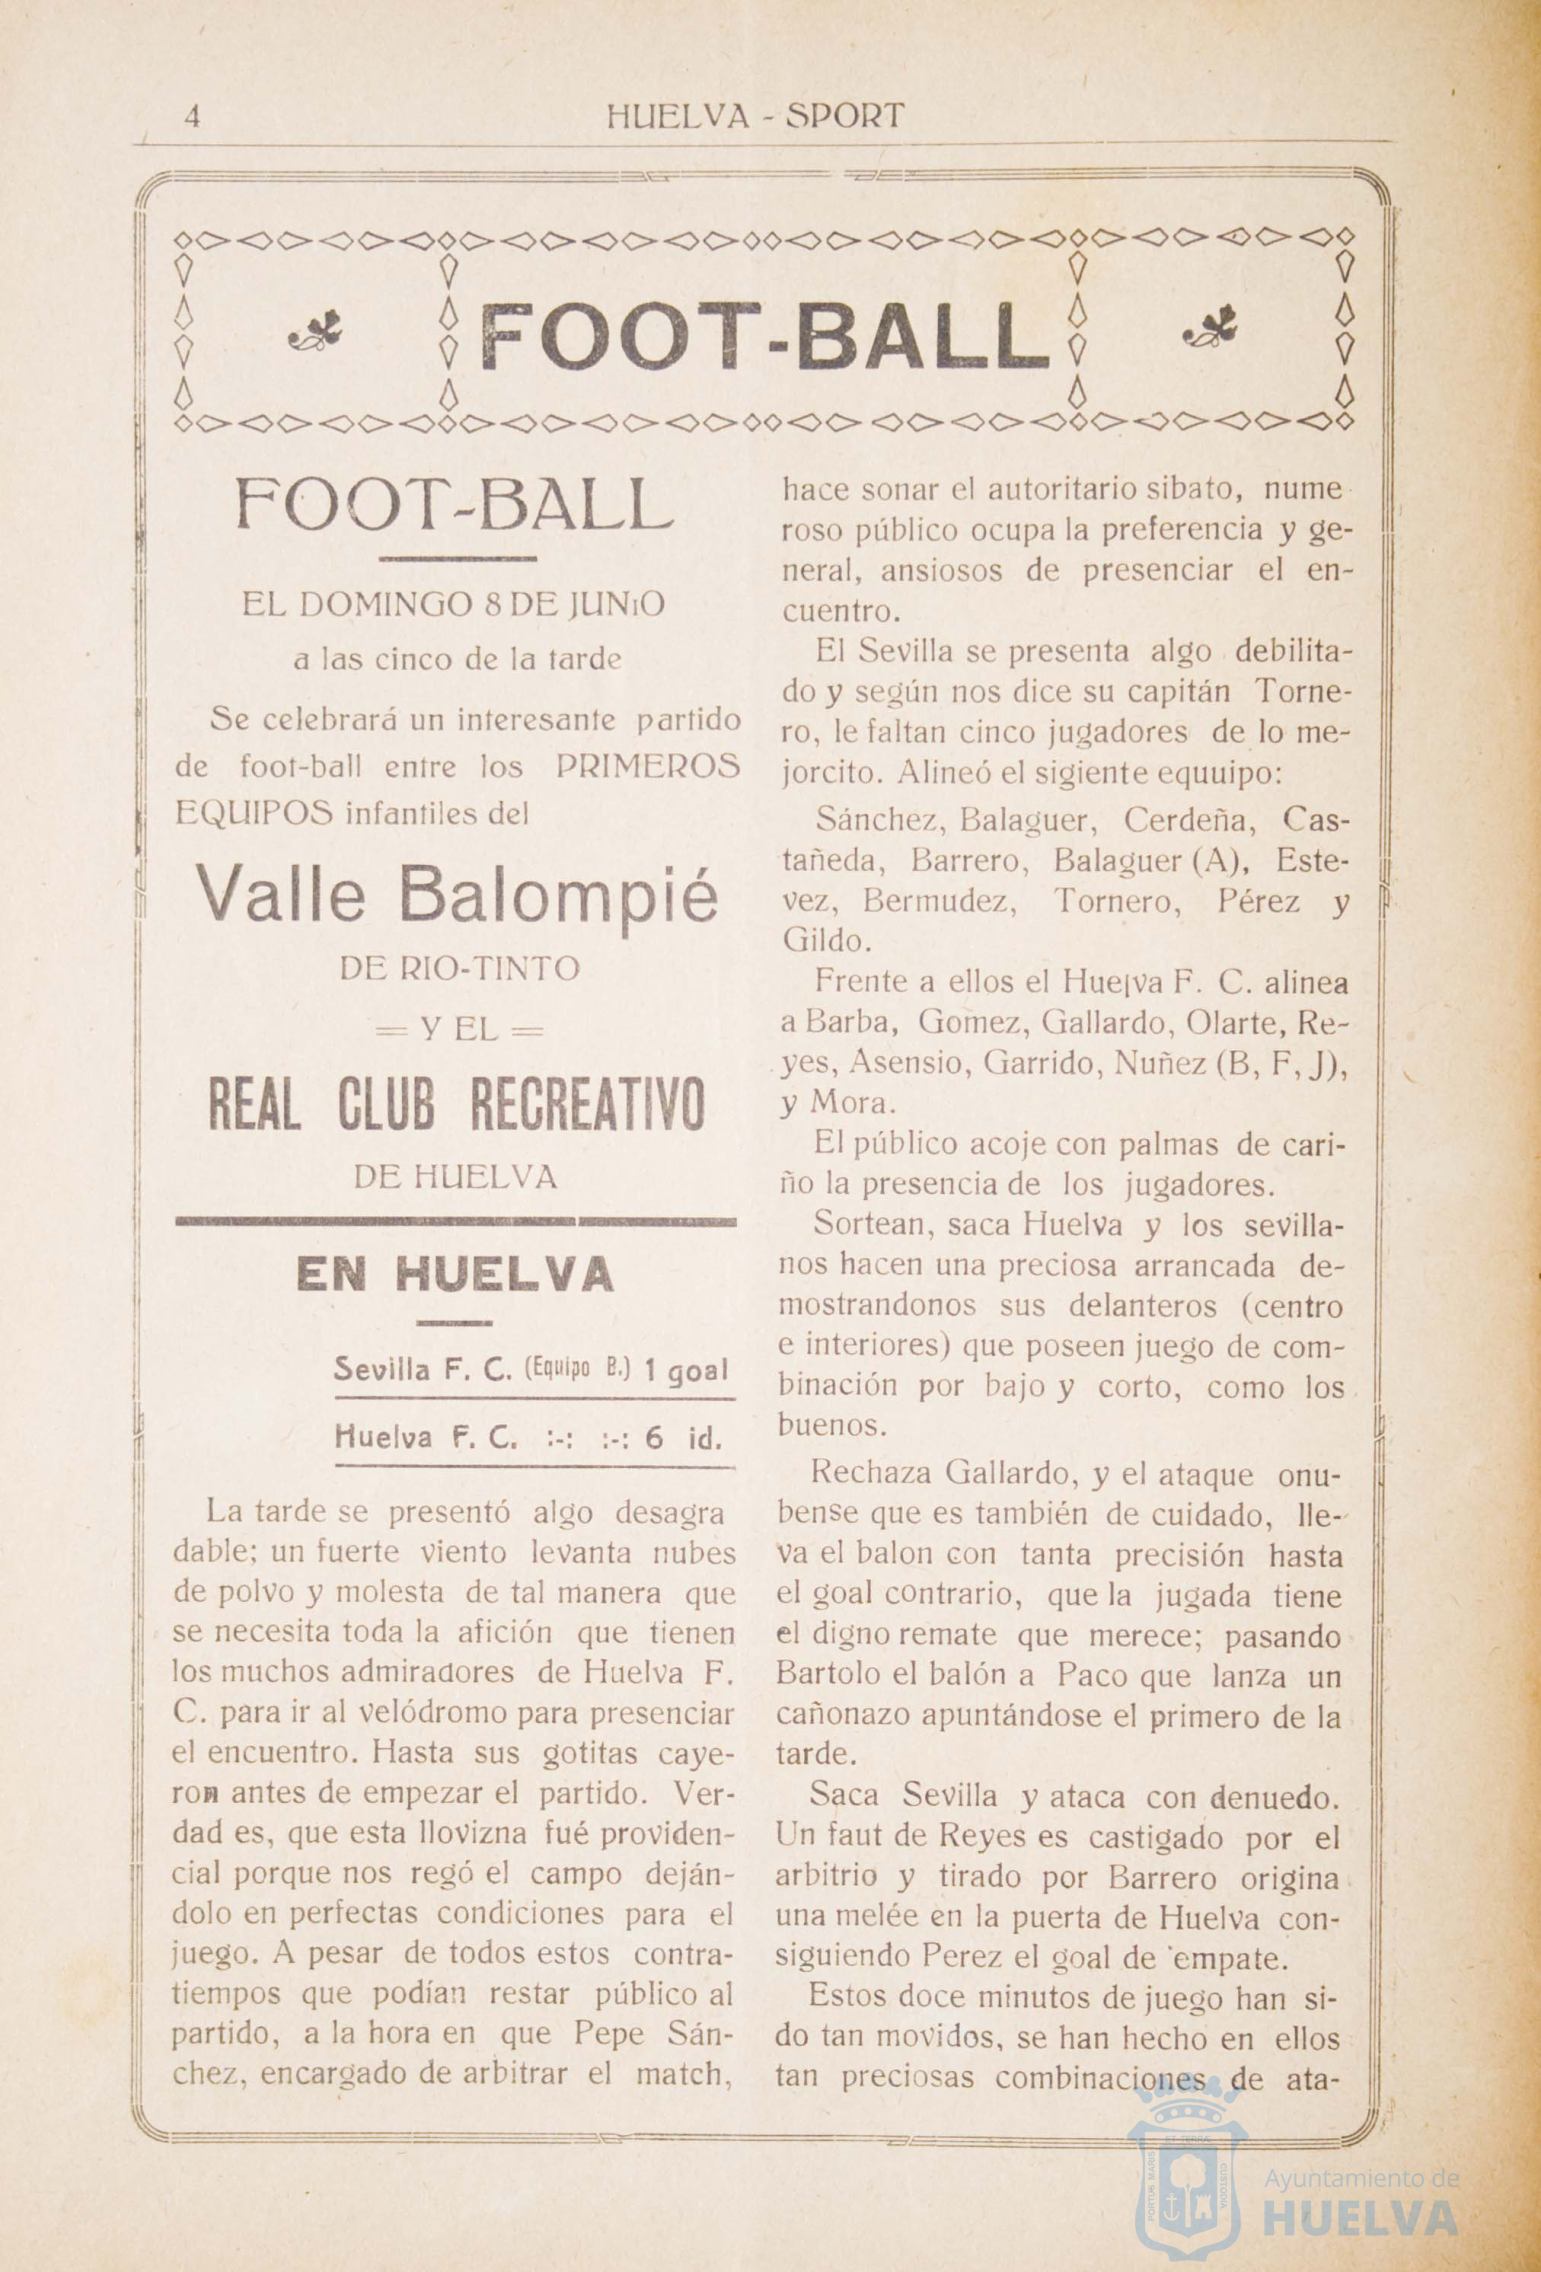 4
HUELVA - SPORT
FOOT-BALL
FOOT-BALL
EL DOMINGO 8 DE JUNiO
a las cinco de la tarde
Se celebrará un interesante partido
de foot-ball entre los PRIMEROS
EQUIPOS infantiles del
Valle Balompié
DE RIO-TINTO
= Y EL =
REAL CLUB RECREATIVO
DE HUELVA
EN HUELVA
Sevilla F. C. (Equipo B.) 1 goal
Huelva F. C. :-: :-: 6 id.
La tarde se presentó algo desagra
dable; un fuerte viento levanta nubes
de polvo y molesta de tal manera que
se necesita toda la afición que tienen
los muchos admiradores de Huelva F.
C. para ir al velódromo para presenciar
el encuentro. Hasta sus gotitas caye-
ron antes de empezar el partido. Ver-
dad es, que esta llovizna fué providen-
cial porque nos regó el campo deján-
dolo en perfectas condiciones para el
juego. A pesar de todos estos contra-
tiempos que podían restar público al
partido, a la hora en que Pepe Sán-
chez, encargado de arbitrar el match,
hace sonar el autoritario sibato, nume
roso público ocupa la preferencia y ge-
neral, ansiosos de presenciar el en-
cuentro.
El Sevilla se presenta algo debilita-
do y según nos dice su capitán Torne-
ro, le faltan cinco jugadores de lo me-
jorcito. Alineó el sigiente equuipo:
Sánchez, Balaguer, Cerdeña, Cas-
tañeda, Barrero, Balaguer (A), Este-
vez, Bermudez, Tornero, Pérez y
Gildo.
Frente a ellos el Huelva F. C. alinea
a Barba, Gomez, Gallardo, Olarte, Re-
yes, Asensio, Garrido, Nuñez (B, F, J),
y Mora.
El público acoje con palmas de cari-
ño la presencia de los jugadores.
Sortean, saca Huelva y los sevilla-
nos hacen una preciosa arrancada de-
mostrandonos sus delanteros (centro
e interiores) que poseen juego de com-
binación por bajo y corto, como los
buenos.
Rechaza Gallardo, y el ataque onu-
bense que es también de cuidado, lle-
va el balon con tanta precisión hasta
el goal contrario, que la jugada tiene
el digno remate que merece; pasando
Bartolo el balón a Paco que lanza un
cañonazo apuntándose el primero de la
tarde.
Saca Sevilla y ataca con denuedo.
Un faut de Reyes es castigado por el
arbitrio y tirado por Barrero origina
una melée en la puerta de Huelva con-
siguiendo Perez el goal de empate.
Estos doce minutos de juego han si-
do tan movidos, se han hecho en ellos
tan preciosas combinaciones de ata-
PORTUS MARIS
ET TERRÆ
CUSTODIA
Ayuntamiento de
HUELVA